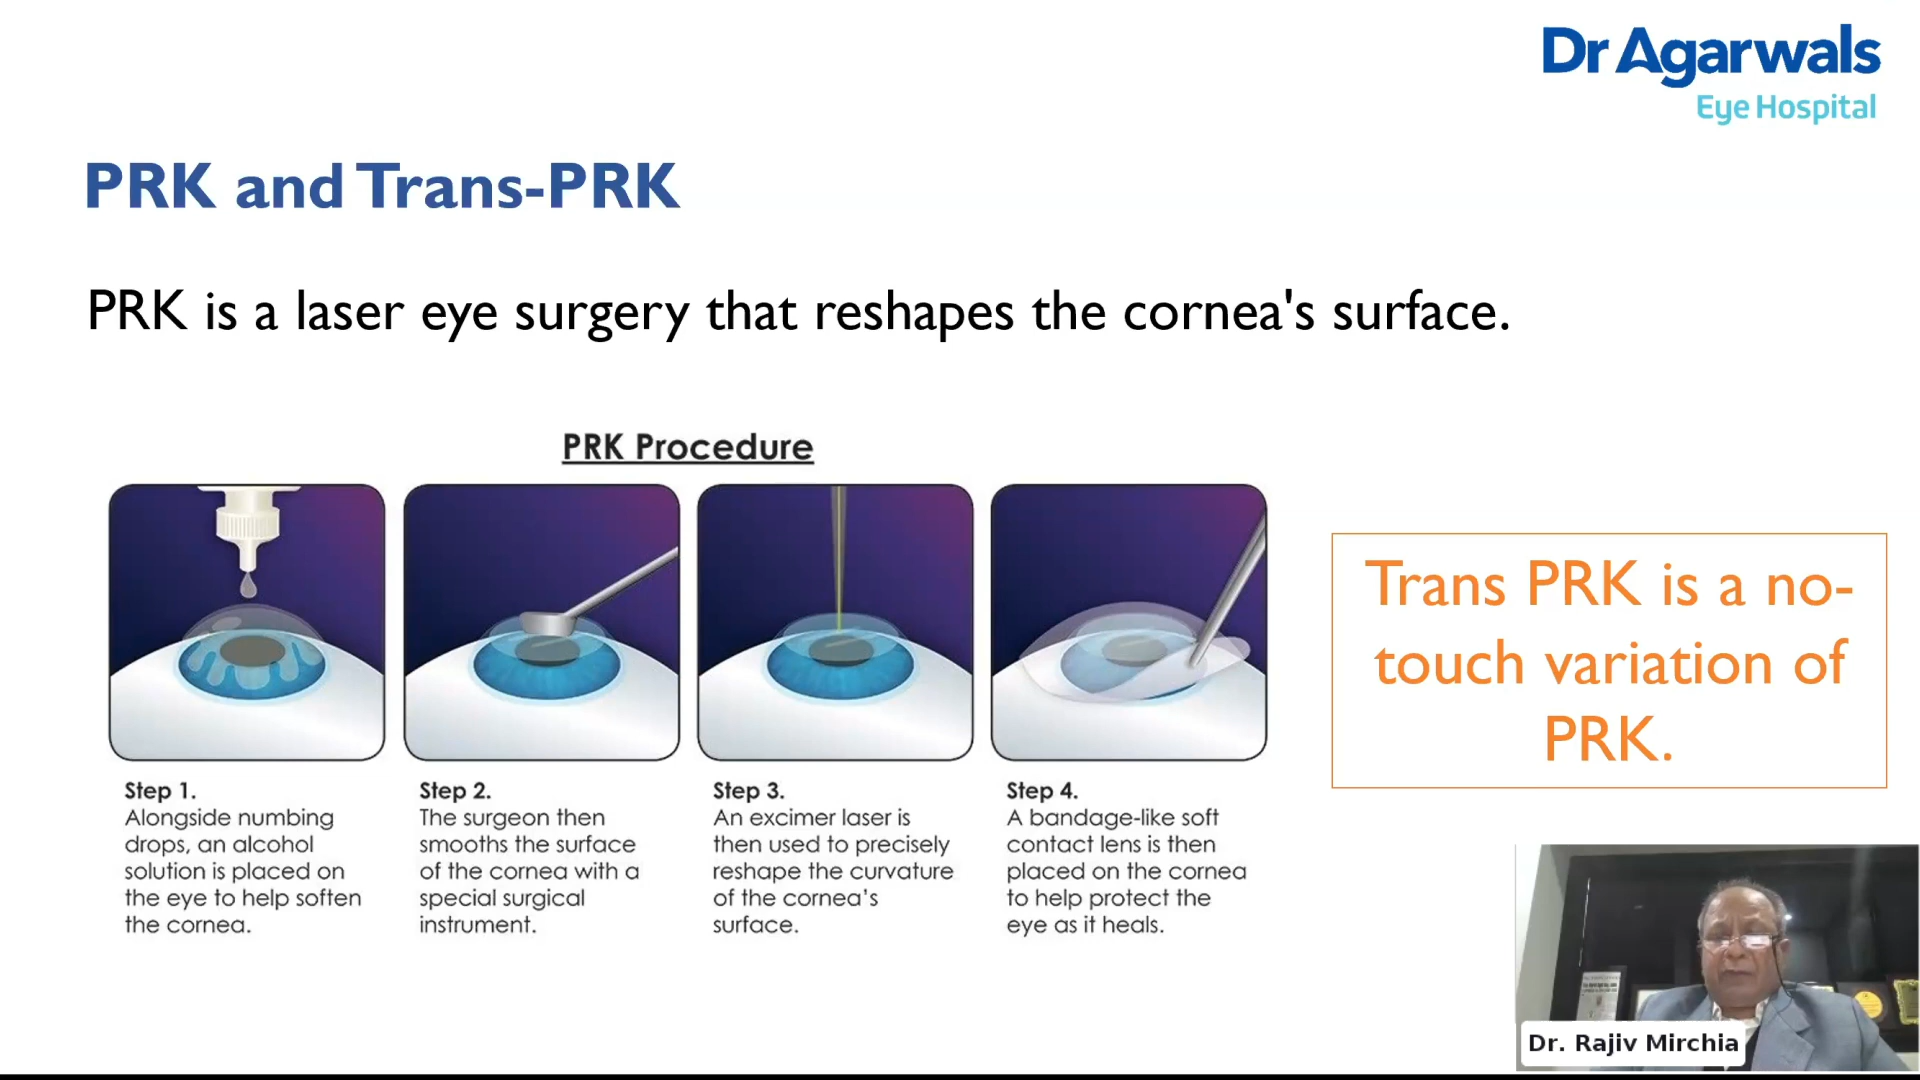 Dr Agarwals
Eye Hospital
PRK and Trans-PRK
PRK is a laser eye surgery that reshapes the cornea's surface.
PRK Procedure
Step 1.
Alongside numbing
drops, an alcohol
solution is placed on
the eye to help soften
the cornea.
Step 2.
The surgeon then
smooths the surface
of the cornea with a
special surgical
instrument.
Step 3.
An excimer laser is
then used to precisely
reshape the curvature
of the cornea's
surface.
Step 4.
A bandage-like soft
contact lens is then
placed on the cornea
to help protect the
eye as it heals.
Trans PRK is a no-
touch variation of
PRK.
Dr. Rajiv Mirchia